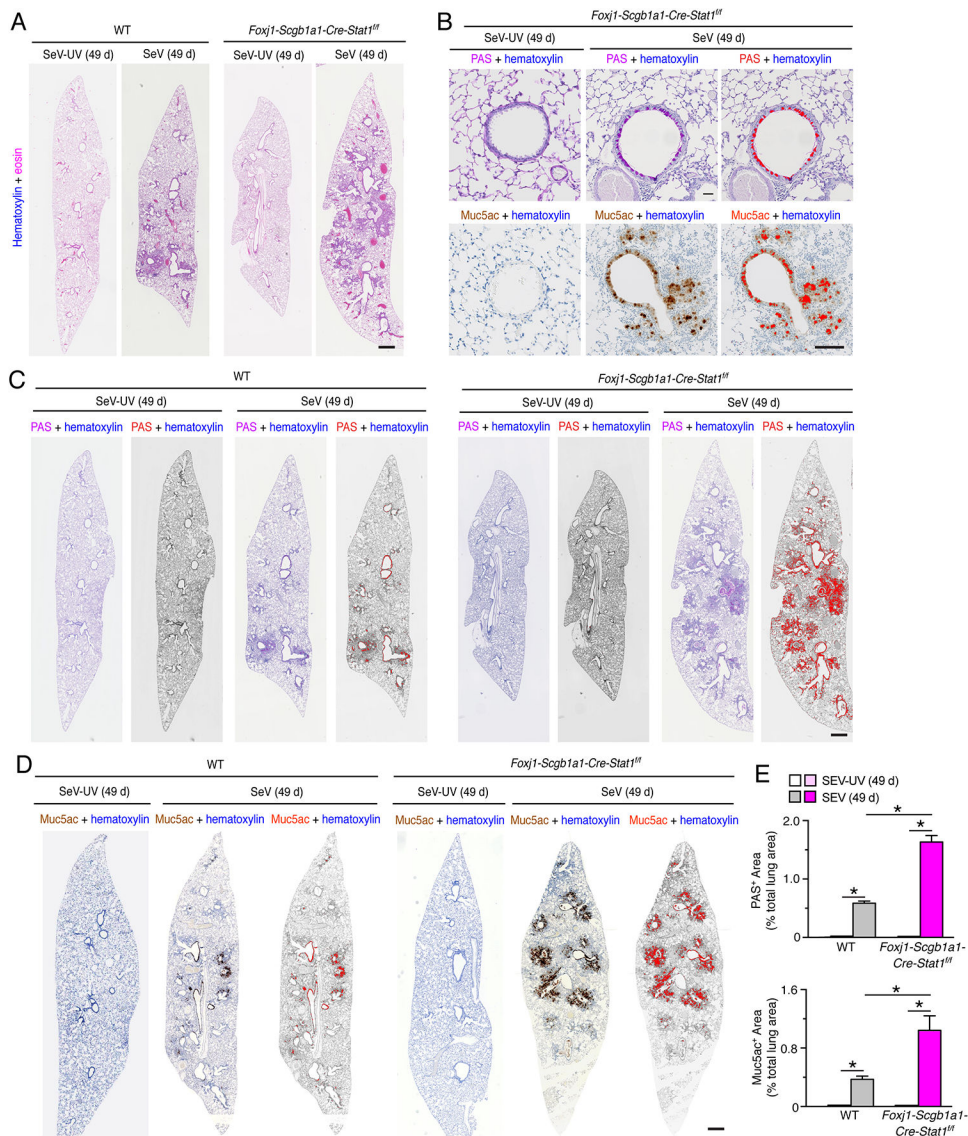 A
WT
Foxj1-Scgb1a1-Cre-Stat1f/f
SeV-UV (49 d)
SeV (49 d)
SeV-UV (49 d)
SeV (49 d)
Hematoxylin + eosin
B
Foxj1-Scgb1a1-Cre-Stat1f/f
SeV-UV (49 d)
SeV (49 d)
PAS + hematoxylin
PAS + hematoxylin
PAS + hematoxylin
Muc5ac + hematoxylin
Muc5ac + hematoxylin
Muc5ac + hematoxylin
C
WT
Foxj1-Scgb1a1-Cre-Stat1f/f
SeV-UV (49 d)
SeV (49 d)
SeV-UV (49 d)
SeV (49 d)
PAS + hematoxylin
PAS + hematoxylin
PAS + hematoxylin
PAS + hematoxylin
PAS + hematoxylin
PAS + hematoxylin
PAS + hematoxylin
PAS + hematoxylin
D
WT
Foxj1-Scgb1a1-Cre-Stat1f/f
SeV-UV (49 d)
SeV (49 d)
SeV-UV (49 d)
SeV (49 d)
Muc5ac + hematoxylin
Muc5ac + hematoxylin
Muc5ac + hematoxylin
Muc5ac + hematoxylin
Muc5ac + hematoxylin
Muc5ac + hematoxylin
E
SEV-UV (49 d)
SEV (49 d)
PAS+ Area
(% total lung area)
2.0
1.0
0
*
*
*
WT
Foxj1-Scgb1a1-
Cre-Stat1f/f
Muc5ac+ Area
(% total lung area)
1.6
0.8
0
*
*
*
WT
Foxj1-Scgb1a1-
Cre-Stat1f/f